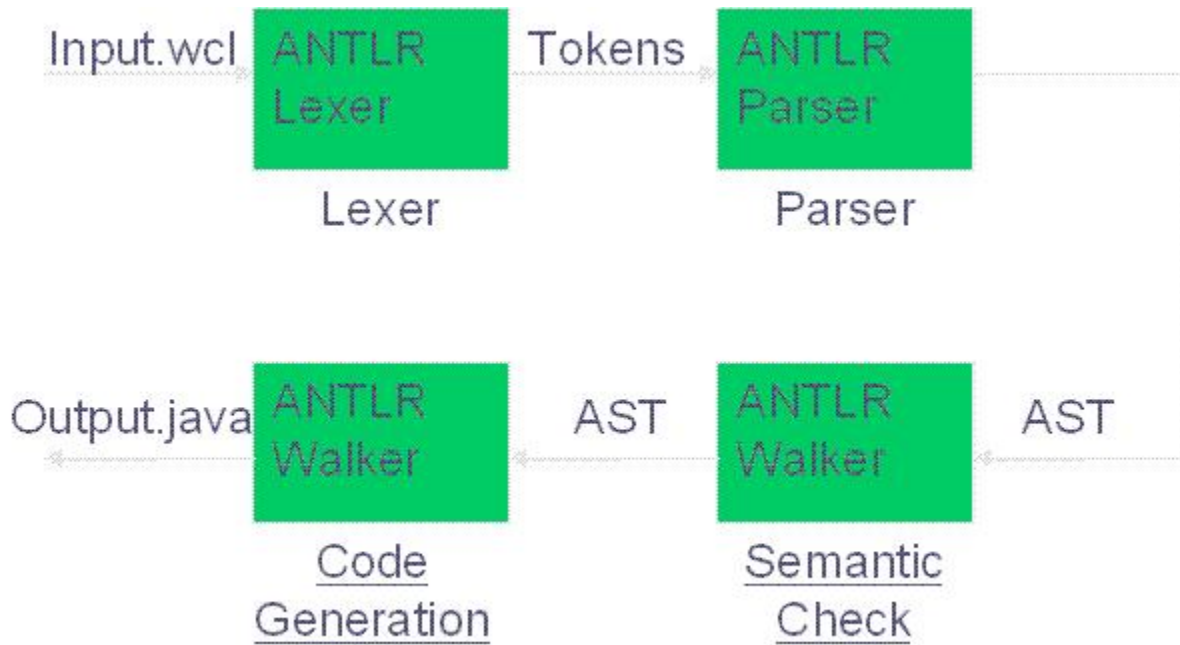 Input.wcl
ANTLR
Lexer
Tokens
ANTLR
Parser
Lexer
Parser
Output.java
ANTLR
Walker
AST
ANTLR
Walker
AST
Code
Generation
Semantic
Check